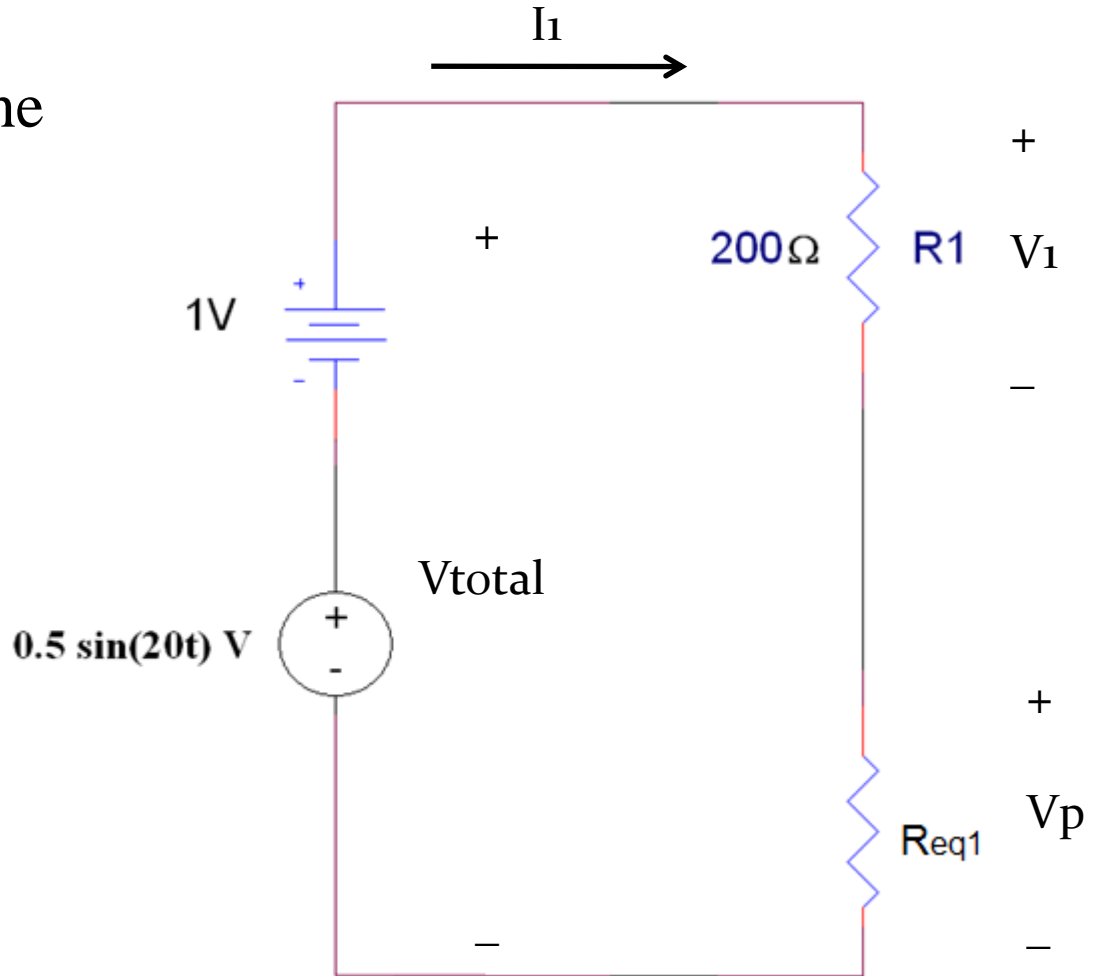 I1
ne
+
+
200Ω R1 V1
+
1V
-
–
Vtotal
+
0.5 sin(20t) V
-
+
Vp
Req1
–
–